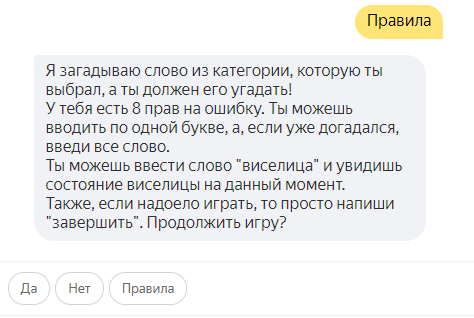 Правила
Я загадываю слово из категории, которую ты
выбрал, а ты должен его угадать!
У тебя есть 8 прав на ошибку. Ты можешь
вводить по одной букве, а, если уже догадался,
введи все слово.
Ты можешь ввести слово "виселица" и увидишь
состояние виселицы на данный момент.
Также, если надоело играть, то просто напиши
"завершить". Продолжить игру?
Да Нет Правила